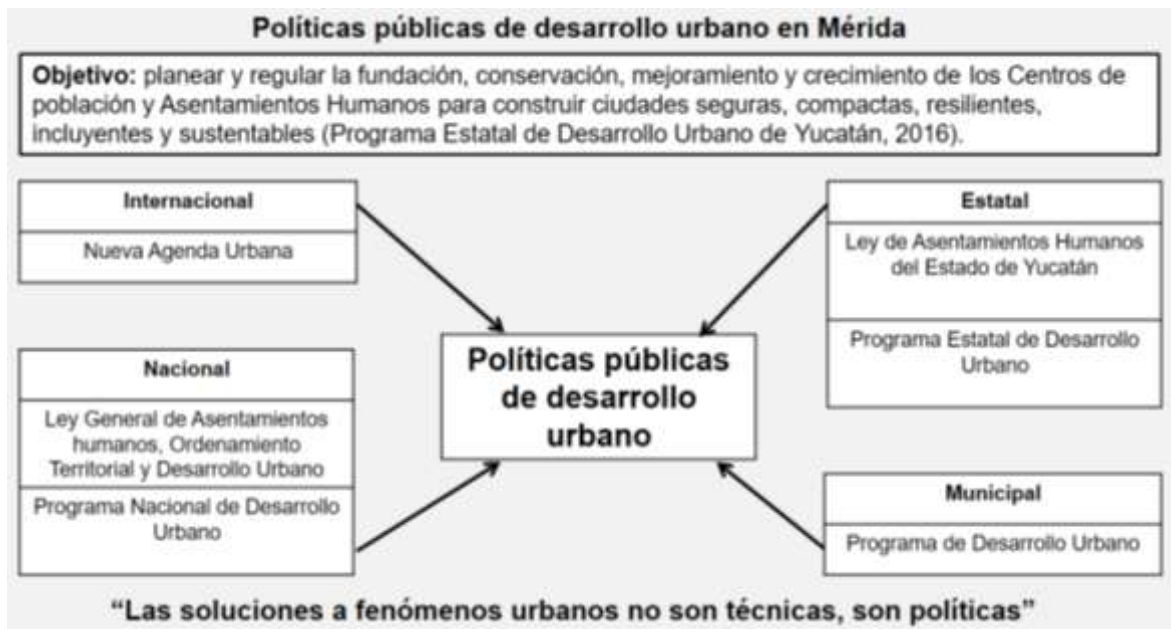 Políticas públicas de desarrollo urbano en Mérida
Objetivo: planear y regular la fundación, conservación, mejoramiento y crecimiento de los Centros de
población y Asentamientos Humanos para construir ciudades seguras, compactas, resilientes,
incluyentes y sustentables (Programa Estatal de Desarrollo Urbano de Yucatán, 2016).
Internacional
Nueva Agenda Urbana
Nacional
Ley General de Asentamientos
humanos, Ordenamiento
Territorial y Desarrollo Urbano
Programa Nacional de Desarrollo
Urbano
Políticas públicas
de desarrollo
urbano
Estatal
Ley de Asentamientos Humanos
del Estado de Yucatán
Programa Estatal de Desarrollo
Urbano
Municipal
Programa de Desarrollo Urbano
“Las soluciones a fenómenos urbanos no son técnicas, son políticas”